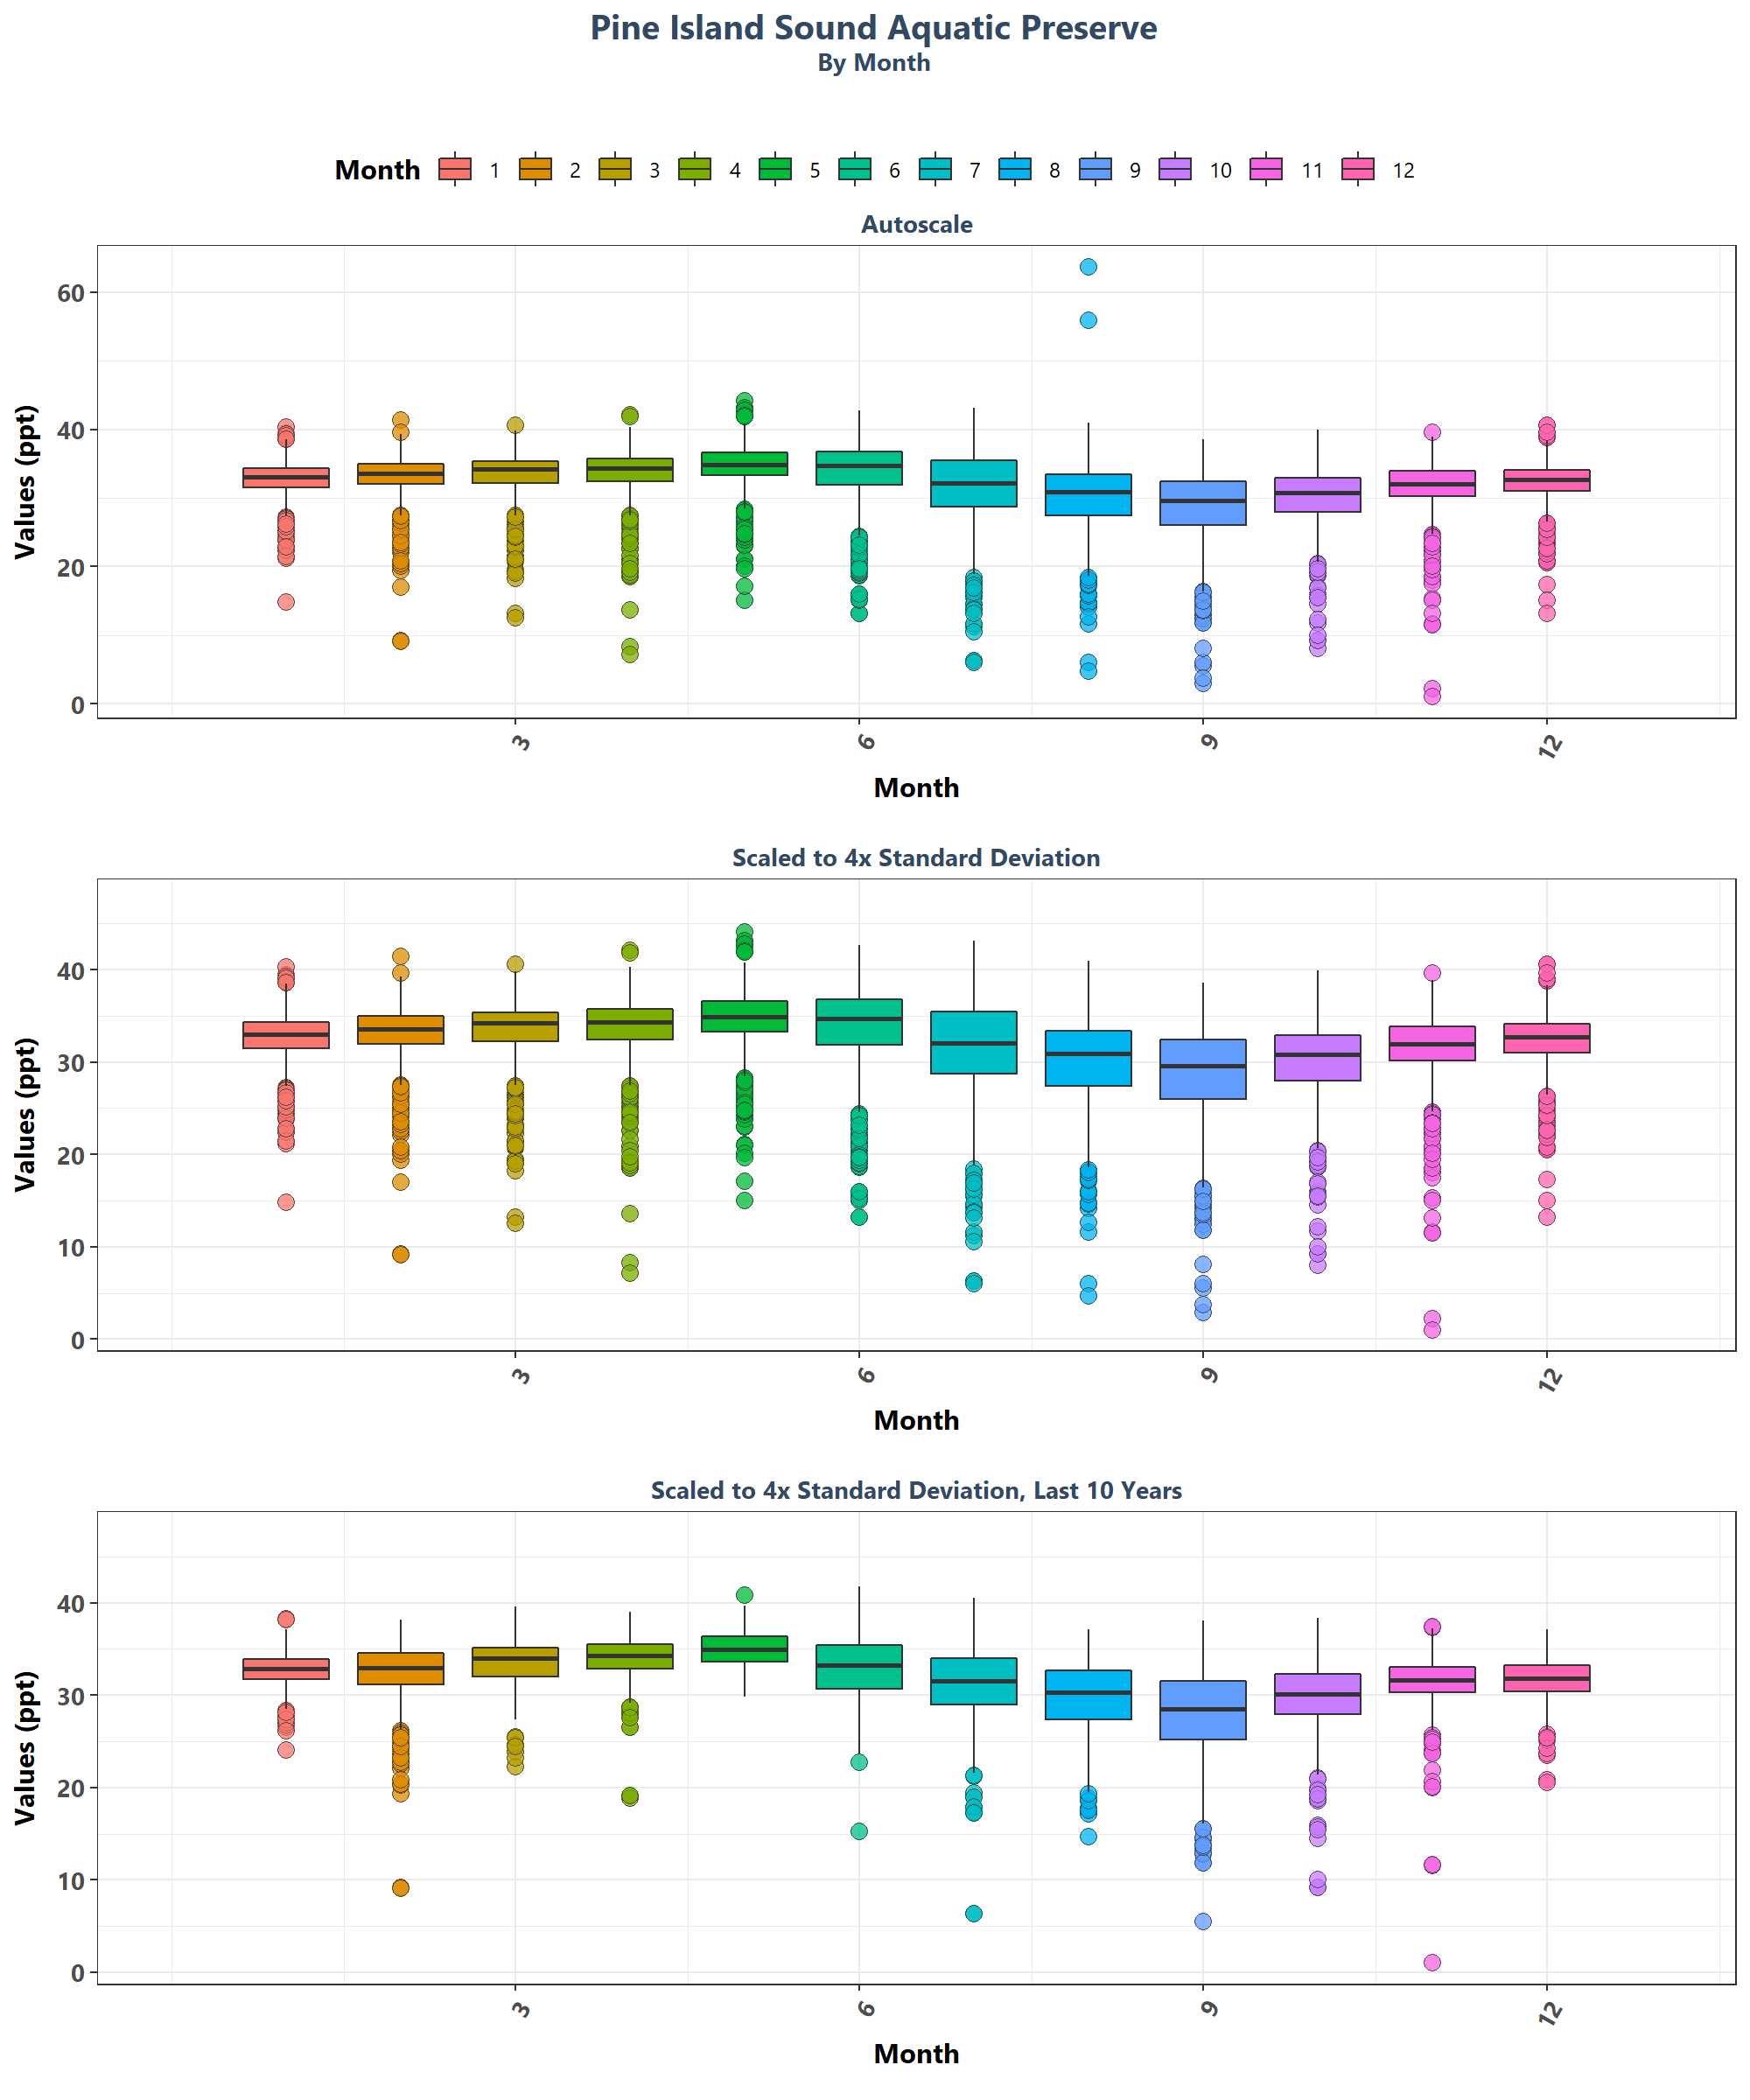 Pine Island Sound Aquatic Preserve
By Month
Month 1 2 3 4 5 6 7 8 9 10 11 12
Autoscale
Values (ppt)
60
40
20
0
3 6 9 12
Month
Scaled to 4x Standard Deviation
Values (ppt)
40
30
20
10
0
3 6 9 12
Month
Scaled to 4x Standard Deviation, Last 10 Years
Values (ppt)
40
30
20
10
0
3 6 9 12
Month